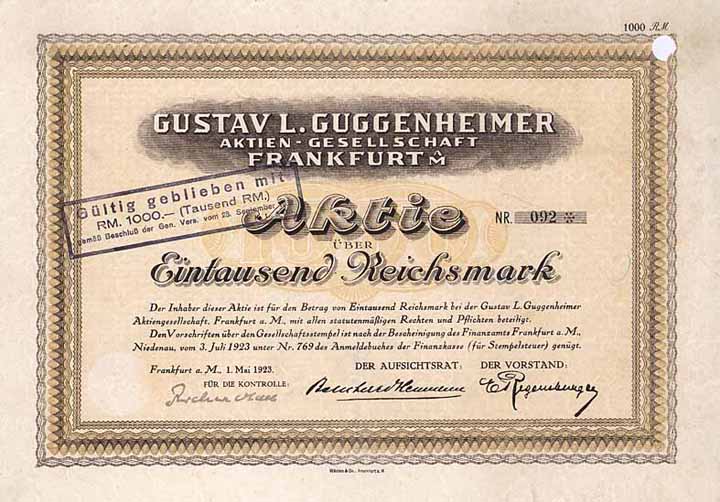 1000 RM
GUSTAV L. GUGGENHEIMER
AKTIEN-GESELLSCHAFT
FRANKFURT A/M
Gültig geblieben mit
RM. 1000.— (Tausend RM.)
gemäß Beschluß der Gen. Vers. vom 23. September
Aktie
NR. 092 ※
ÜBER
Eintausend Reichsmark
Der Inhaber dieser Aktie ist für den Betrag von Eintausend Reichsmark bei der Gustav L. Guggenheimer
Aktiengesellschaft, Frankfurt a. M., mit allen statutenmäßigen Rechten und Pflichten beteiligt.
Den Vorschriften über den Gesellschaftsstempel ist nach der Bescheinigung des Finanzamts Frankfurt a. M.,
Niedenau, vom 3. Juli 1923 unter Nr. 769 des Anmeldebuches der Finanzkasse (für Stempelsteuer) genügt.
Frankfurt a. M., 1. Mai 1923.
DER AUFSICHTSRAT:
DER VORSTAND:
FÜR DIE KONTROLLE:
Regensburger